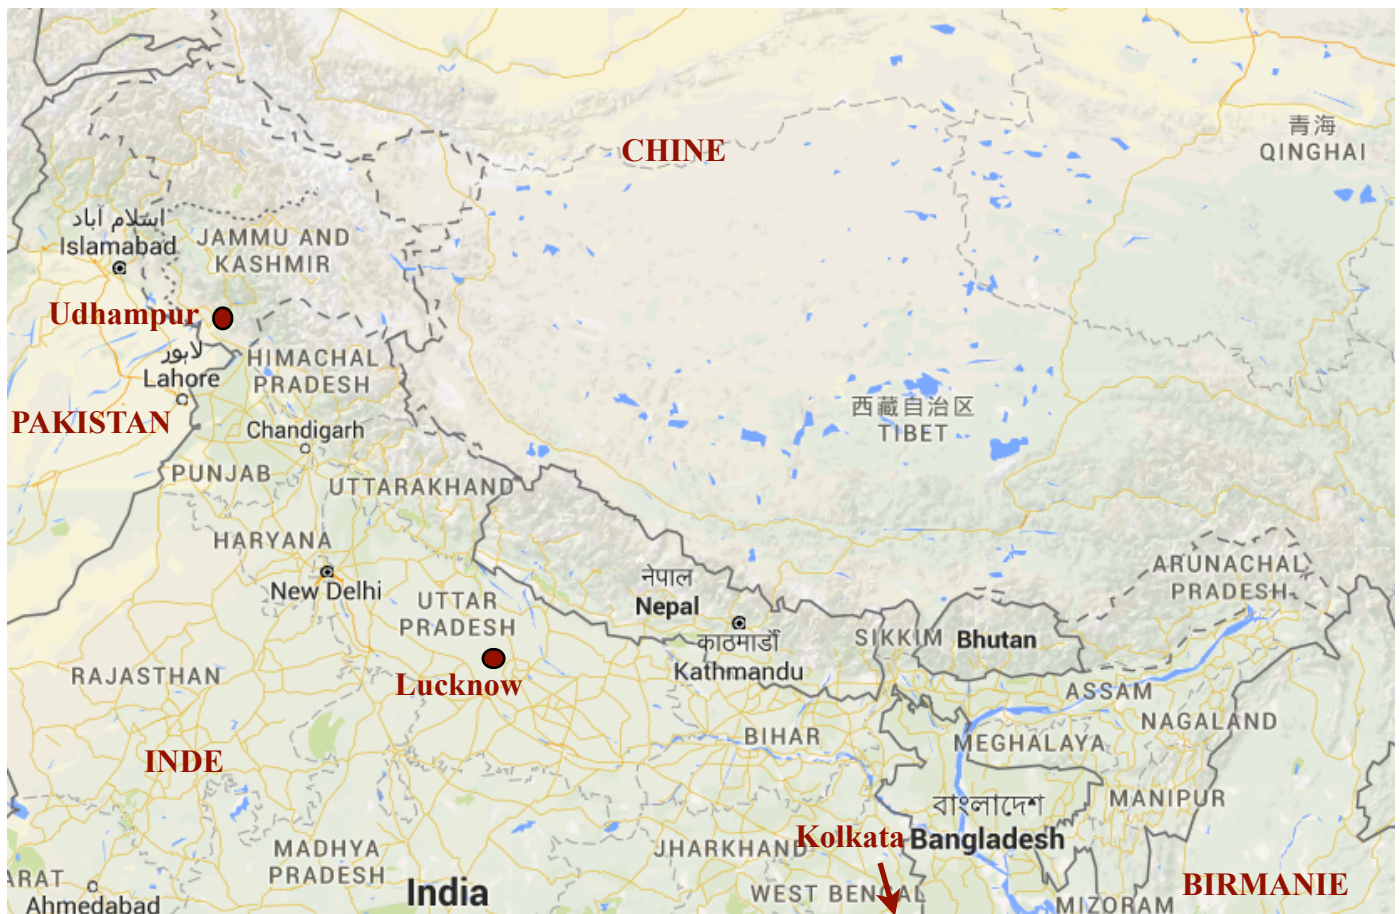 青海
QINGHAI
CHINE
اسلام آباد
Islamabad
JAMMU AND
KASHMIR
Udhampur
لاہور
Lahore
HIMACHAL
PRADESH
PAKISTAN
Chandigarh
西藏自治区
TIBET
PUNJAB
UTTARAKHAND
HARYANA
New Delhi
नेपाल
Nepal
UTTAR
PRADESH
काठमाडौं
Kathmandu
SIKKIM
Bhutan
ARUNACHAL
PRADESH
Lucknow
RAJASTHAN
ASSAM
NAGALAND
BIHAR
MEGHALAYA
INDE
বাংলাদেশ
Bangladesh
MANIPUR
Kolkata
JHARKHAND
MADHYA
PRADESH
ARAT
Ahmedabad
India
WEST BENGAL
BIRMANIE
MIZORAM